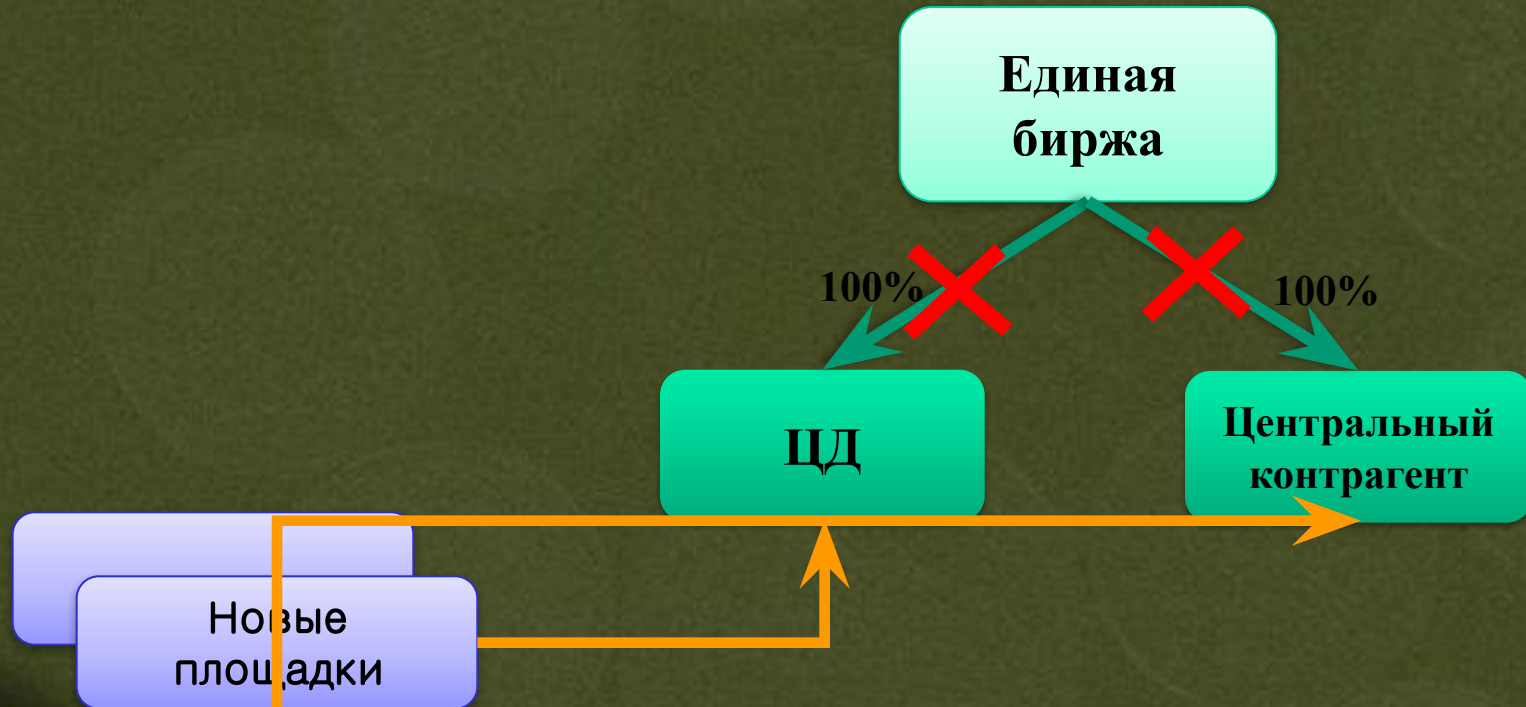 Единая
биржа
100%
100%
ЦД
Центральный
контрагент
Новые
площадки